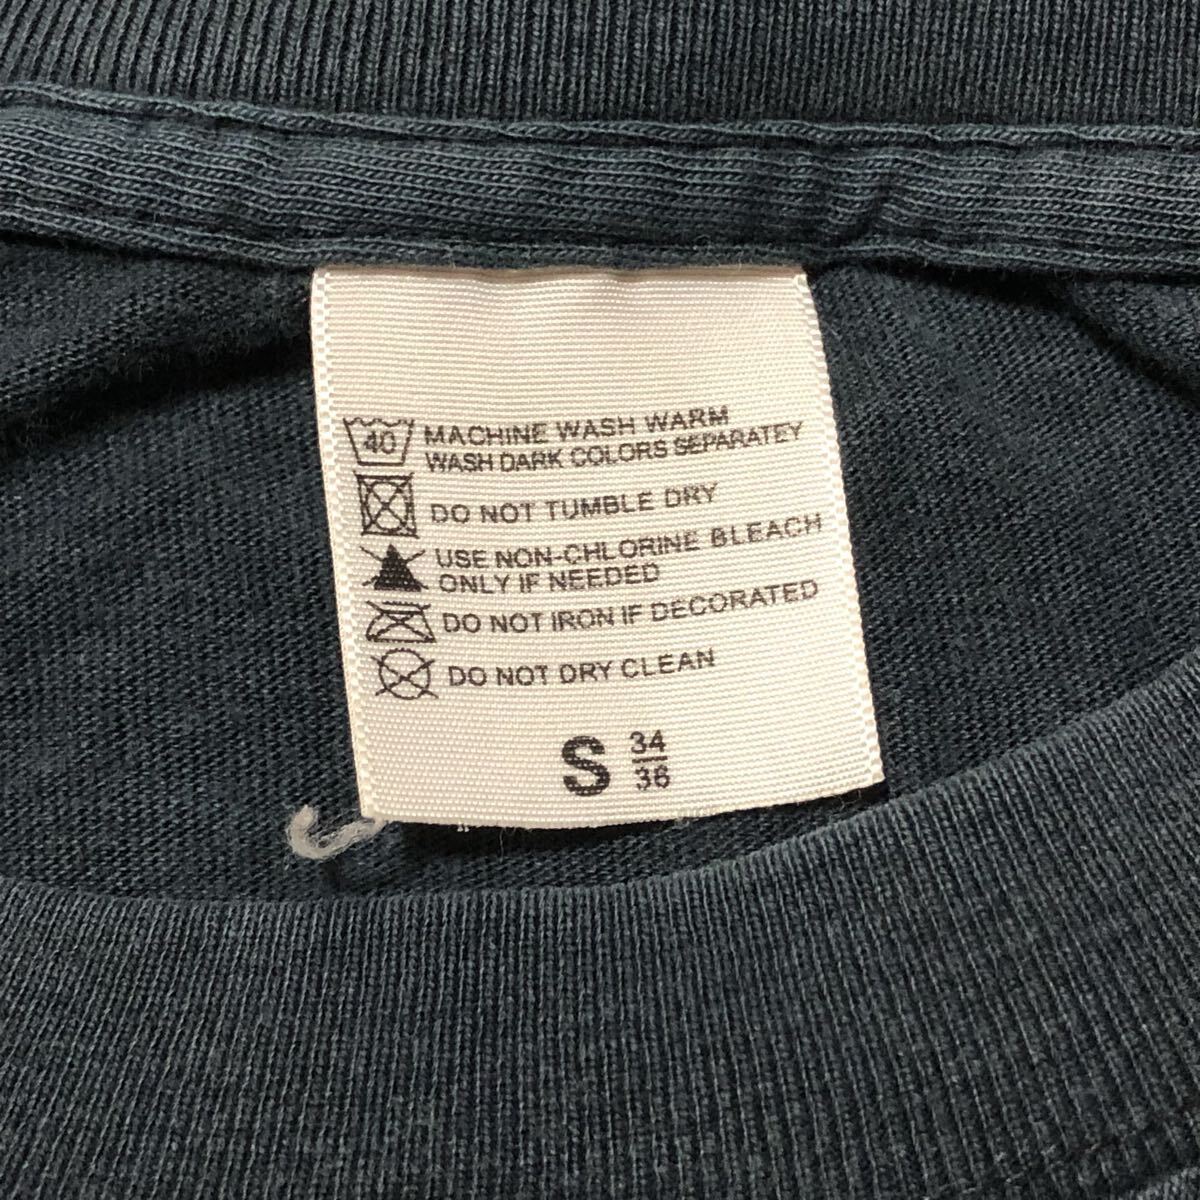 40 MACHINE WASH WARM
WASH DARK COLORS SEPARATEY
DO NOT TUMBLE DRY
USE NON-CHLORINE BLEACH
ONLY IF NEEDED
DO NOT IRON IF DECORATED
DO NOT DRY CLEAN
S 34
36